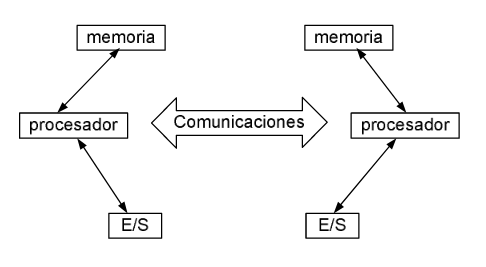 memoria
memoria
procesador
Comunicaciones
procesador
E/S
E/S